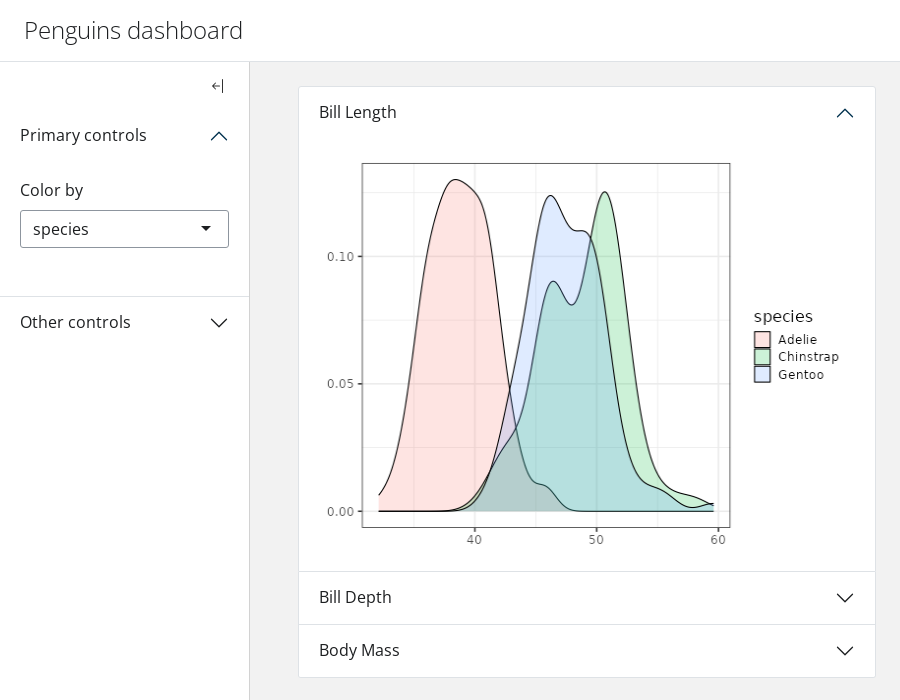 Penguins dashboard
Primary controls
Color by
species
Other controls
Bill Length
0.10
0.05
0.00
40 50 60
species
Adelie
Chinstrap
Gentoo
Bill Depth
Body Mass